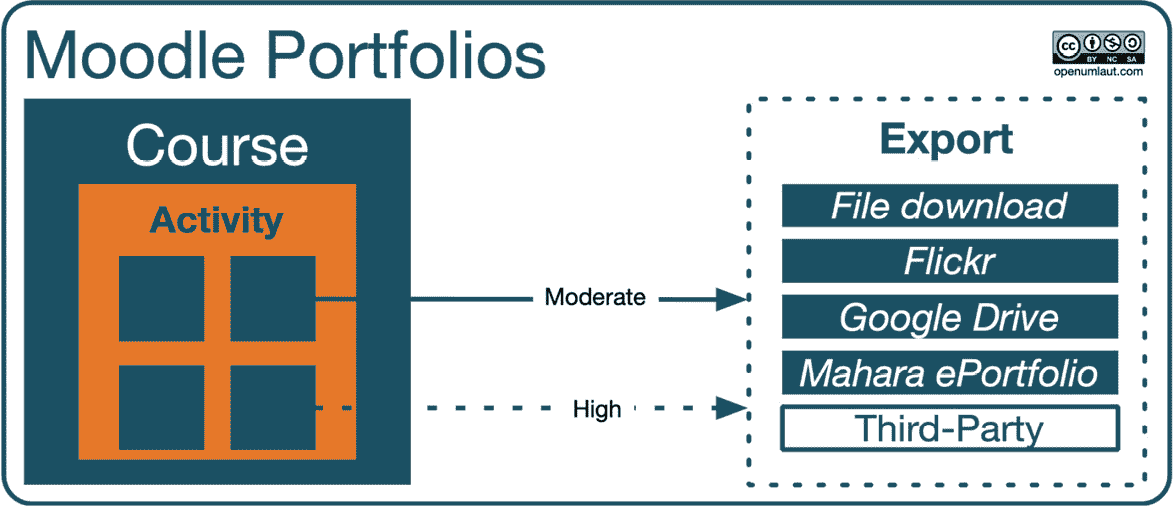 Moodle Portfolios
cc
BY NC SA
openumlaut.com
Course
Activity
Moderate
High
Export
File download
Flickr
Google Drive
Mahara ePortfolio
Third-Party